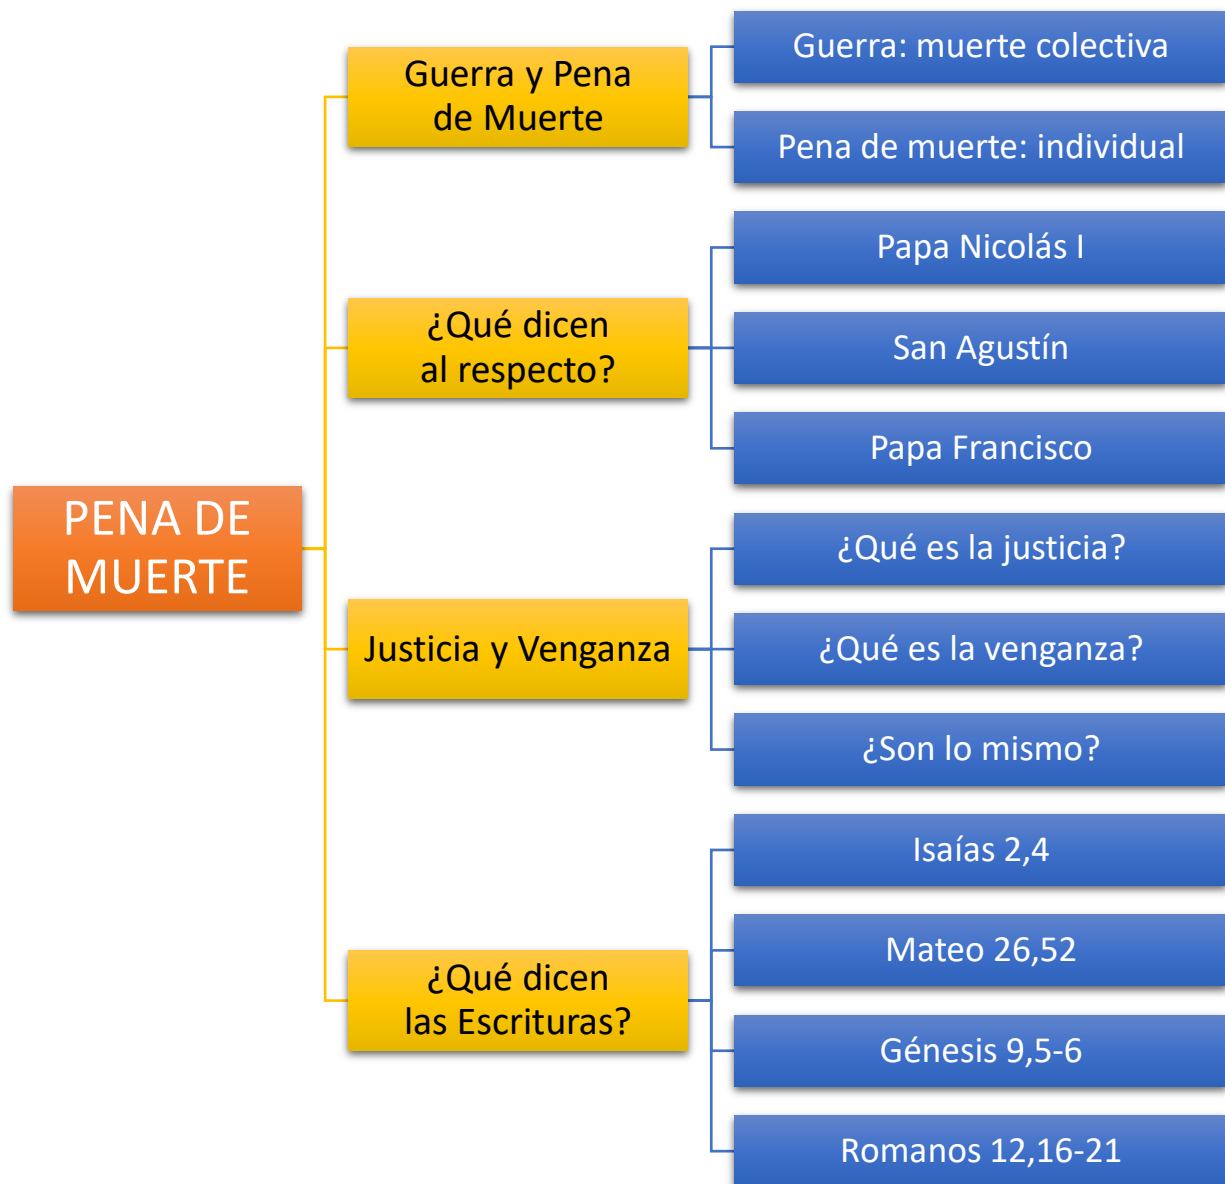 PENA DE
MUERTE
Guerra y Pena
de Muerte
Guerra: muerte colectiva
Pena de muerte: individual
¿Qué dicen
al respecto?
Papa Nicolás I
San Agustín
Papa Francisco
Justicia y Venganza
¿Qué es la justicia?
¿Qué es la venganza?
¿Son lo mismo?
¿Qué dicen
las Escrituras?
Isaías 2,4
Mateo 26,52
Génesis 9,5-6
Romanos 12,16-21